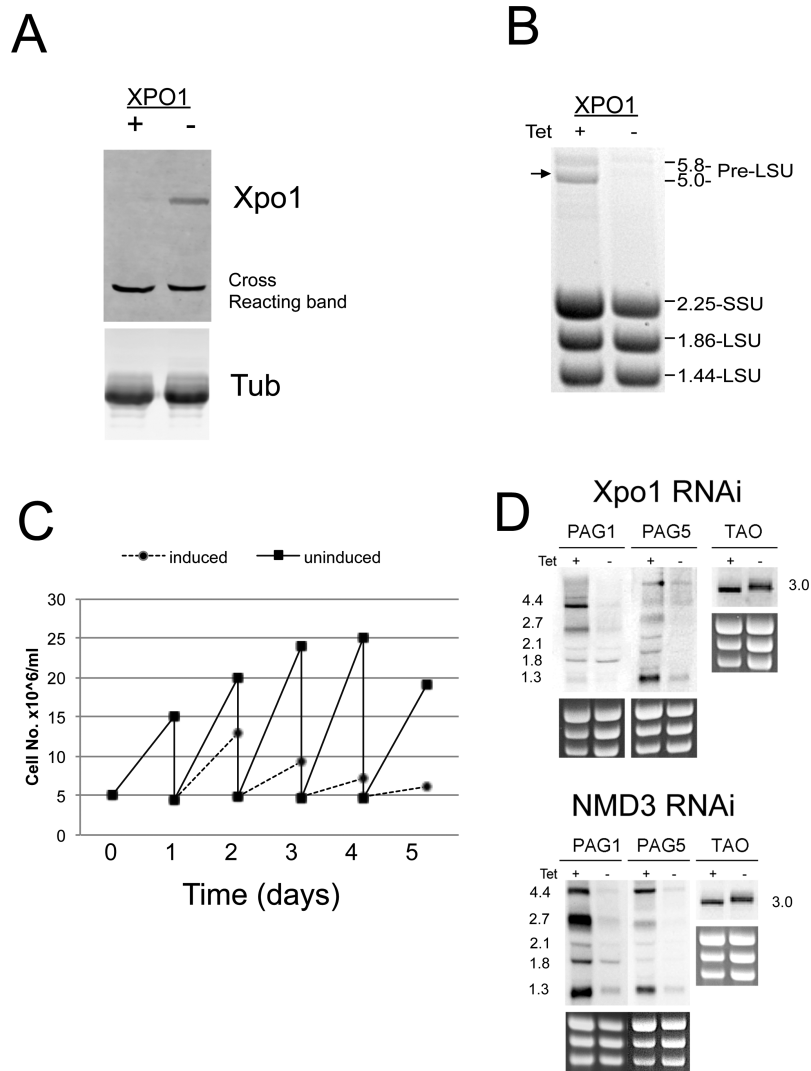 A
XPO1
+ -
Xpo1
Cross
Reacting band
Tub
B
XPO1
Tet + -
5.8-
5.0-
Pre-LSU
2.25-SSU
1.86-LSU
1.44-LSU
C
induced uninduced
30
25
20
15
10
5
0
Cell No. x10^6/ml
0 1 2 3 4 5
Time (days)
D
Xpo1 RNAi
PAG1 PAG5 TAO
Tet + - + - + -
3.0
4.4
2.7
2.1
1.8
1.3
NMD3 RNAi
PAG1 PAG5 TAO
Tet + - + - + -
4.4
3.0
2.7
2.1
1.8
1.3